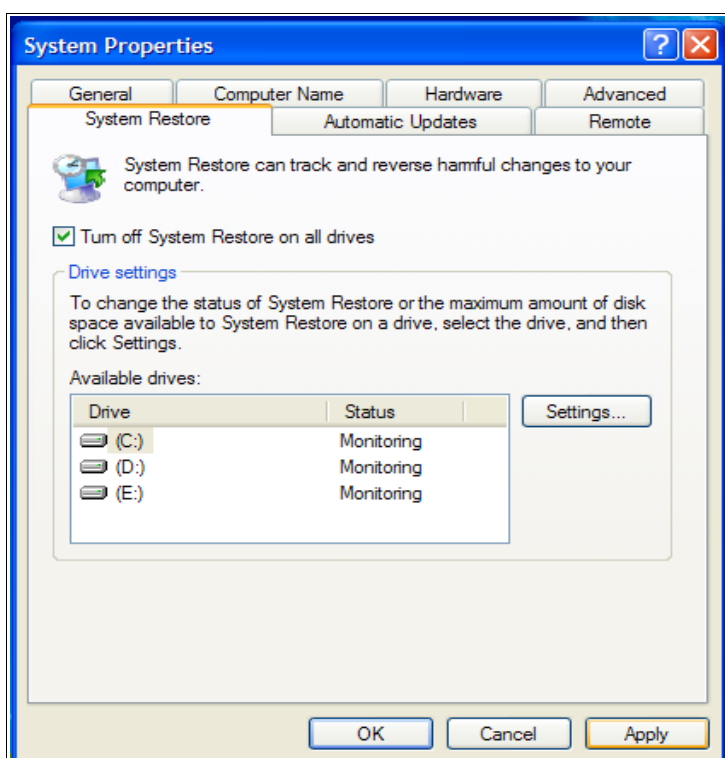 System Properties
General Computer Name Hardware Advanced
System Restore Automatic Updates Remote
System Restore can track and reverse harmful changes to your
computer.
Turn off System Restore on all drives
Drive settings
To change the status of System Restore or the maximum amount of disk
space available to System Restore on a drive, select the drive, and then
click Settings.
Available drives:
Drive Status
Settings...
(C:) Monitoring
(D:) Monitoring
(E:) Monitoring
OK Cancel Apply